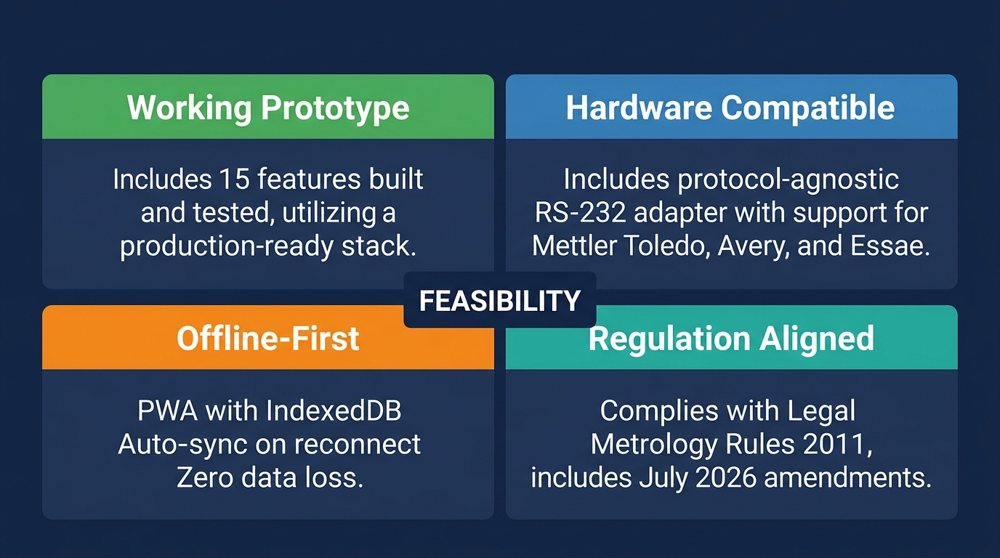 Working Prototype
Includes 15 features built
and tested, utilizing a
production-ready stack.
Hardware Compatible
Includes protocol-agnostic
RS-232 adapter with support for
Mettler Toledo, Avery, and Essae.
FEASIBILITY
Offline-First
PWA with IndexedDB
Auto-sync on reconnect
Zero data loss.
Regulation Aligned
Complies with Legal
Metrology Rules 2011,
includes July 2026 amendments.